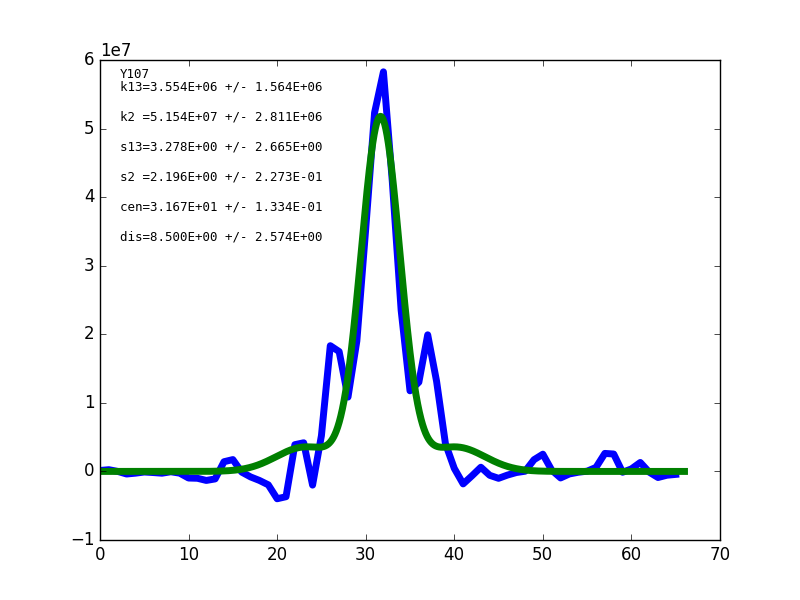 1e7
6
Y107
k13=3.554E+06 +/- 1.564E+06
k2 =5.154E+07 +/- 2.811E+06
5
s13=3.278E+00 +/- 2.665E+00
s2 =2.196E+00 +/- 2.273E-01
4
cen=3.167E+01 +/- 1.334E-01
dis=8.500E+00 +/- 2.574E+00
3
2
1
0
−1
0 10 20 30 40 50 60 70